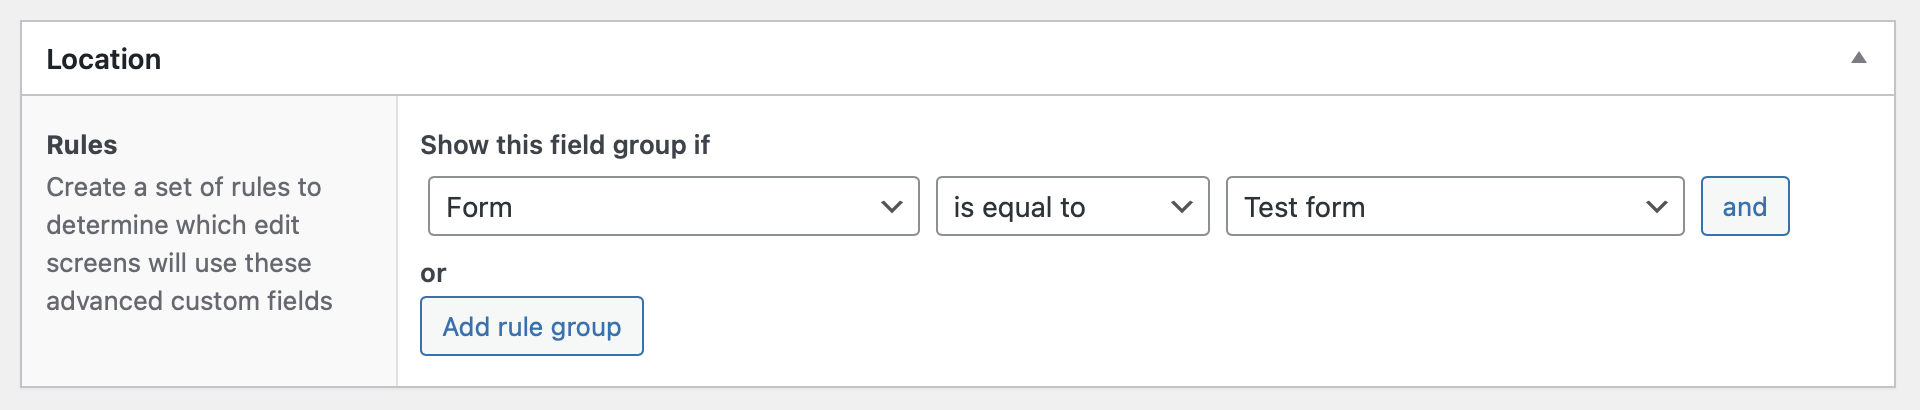 Location
Rules
Create a set of rules to
determine which edit
screens will use these
advanced custom fields
Show this field group if
Form
is equal to
Test form
and
or
Add rule group